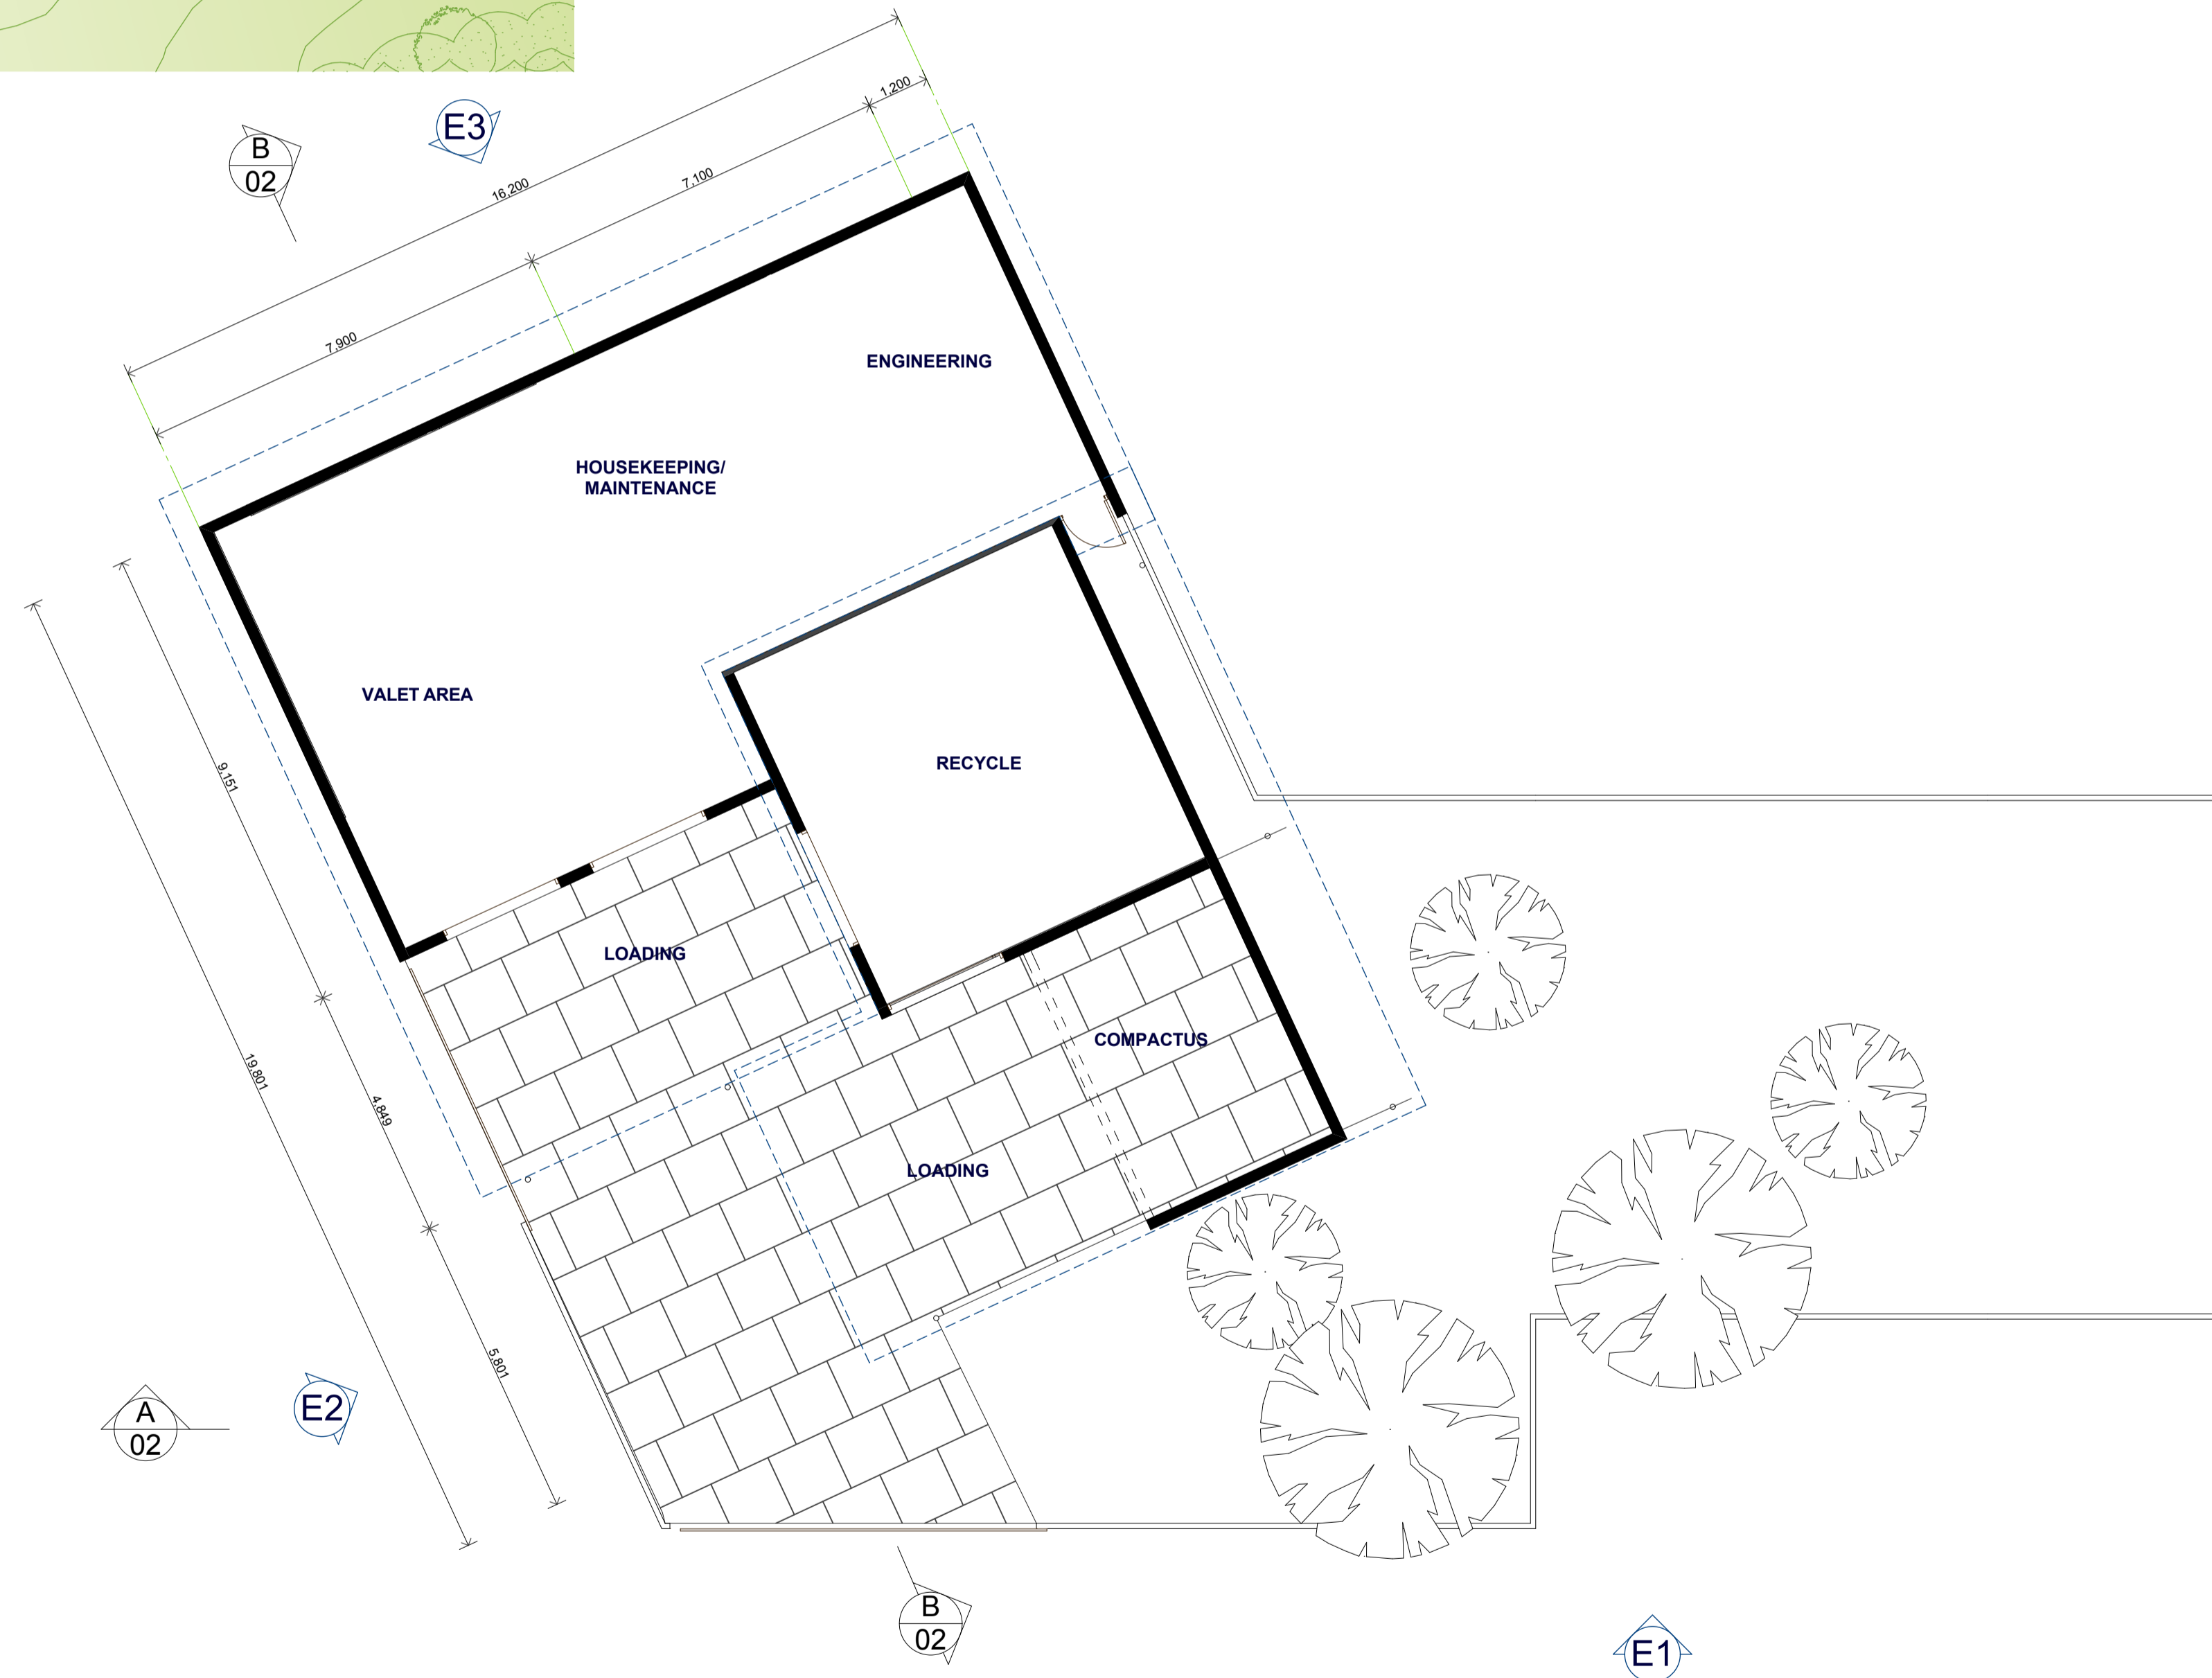 1,200
E3
B
02
16,200
7,100
7,900
ENGINEERING
HOUSEKEEPING/
MAINTENANCE
VALET AREA
RECYCLE
9,151
LOADING
COMPACTUS
19,801
4,849
LOADING
5,801
A
02
E2
B
02
E1